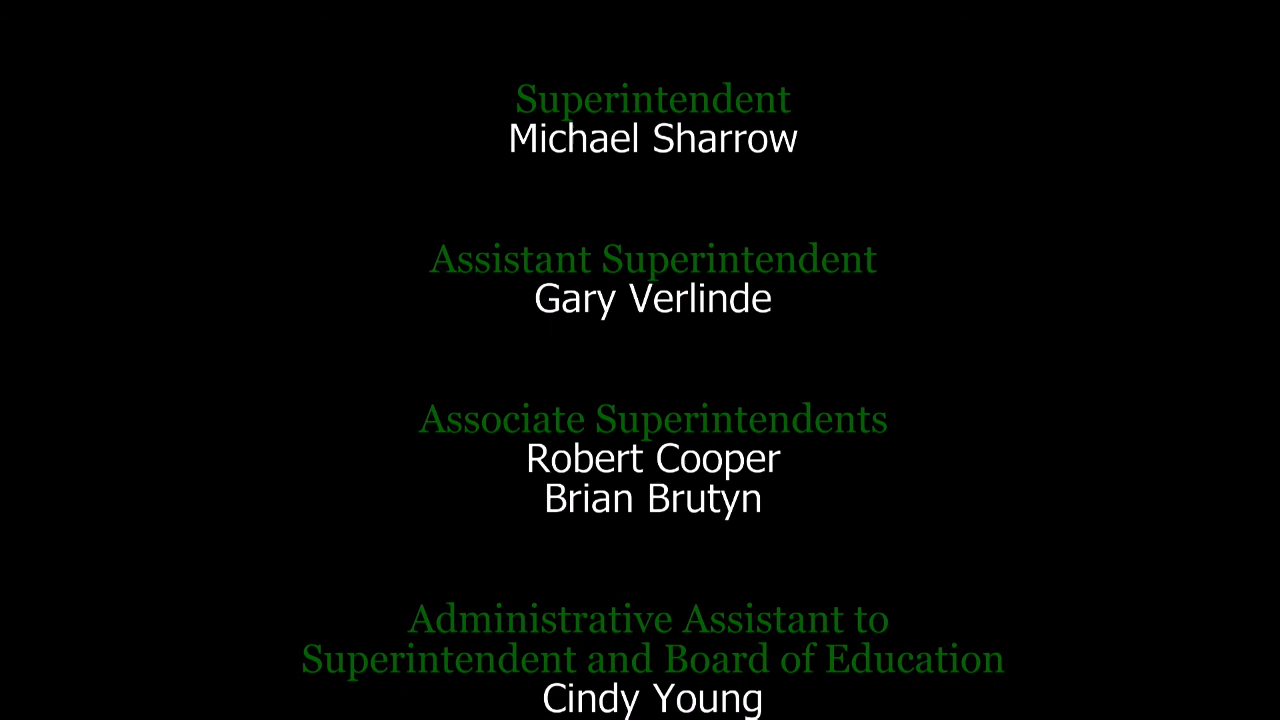 Superintendent
Michael Sharrow
Assistant Superintendent
Gary Verlinde
Associate Superintendents
Robert Cooper
Brian Brutyn
Administrative Assistant to
Superintendent and Board of Education
Cindy Young